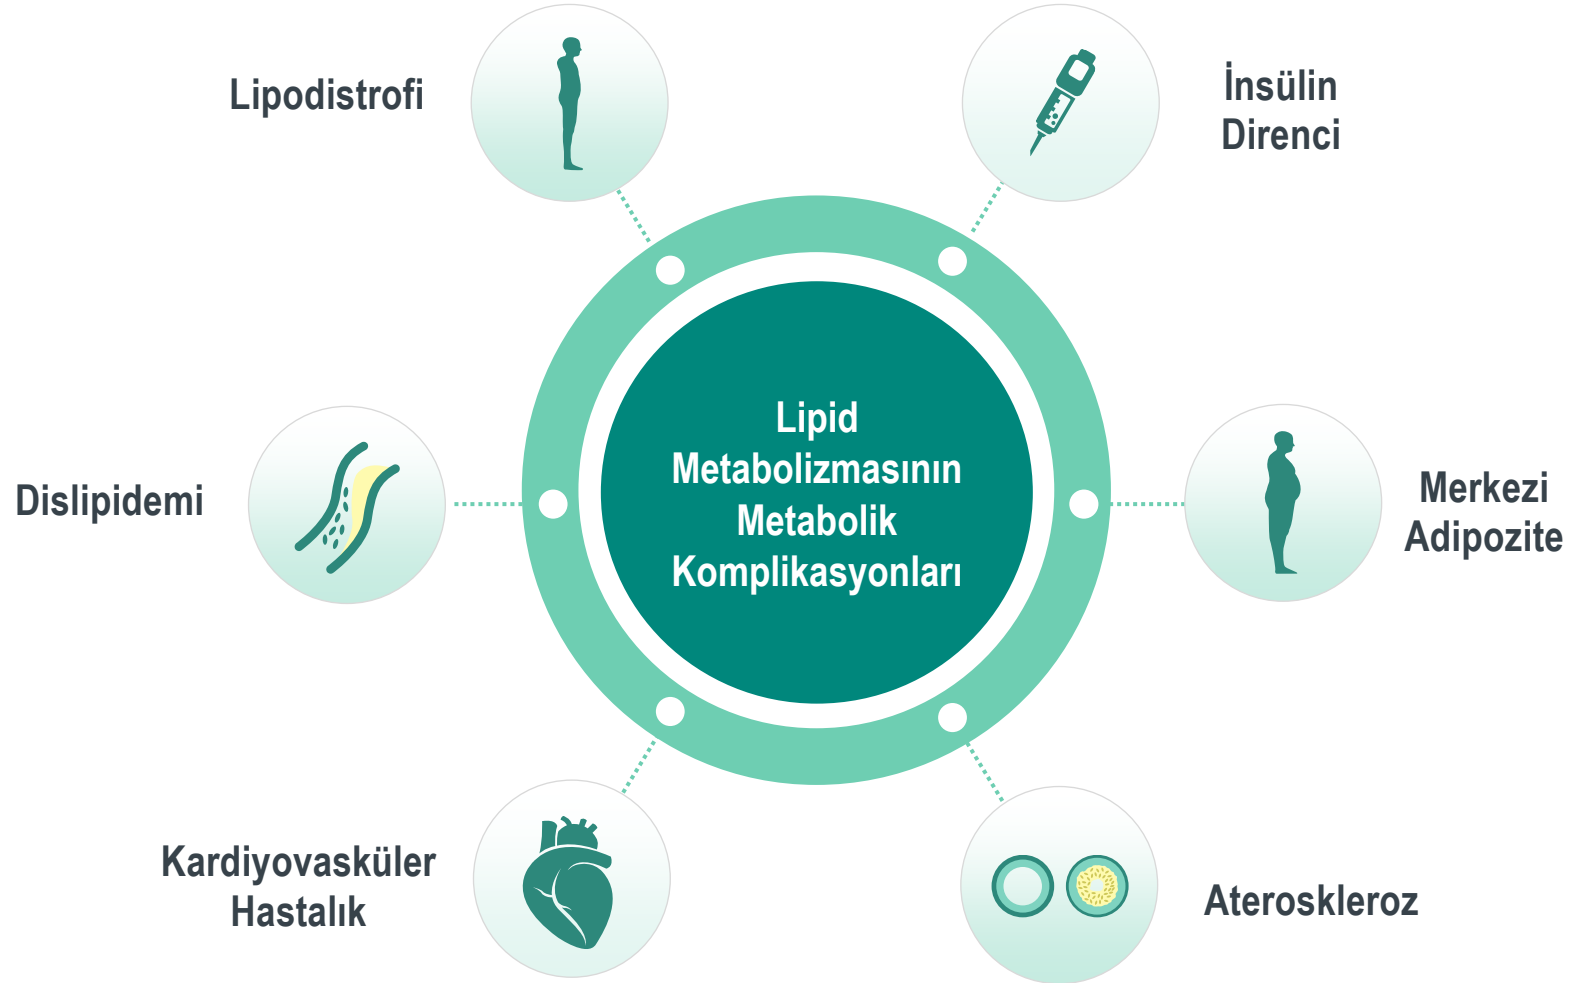 Lipodistrofi
İnsülin
Direnci
Lipid
Metabolizmasının
Metabolik
Komplikasyonları
Dislipidemi
Merkezi
Adipozite
Kardiyovasküler
Hastalık
Ateroskleroz